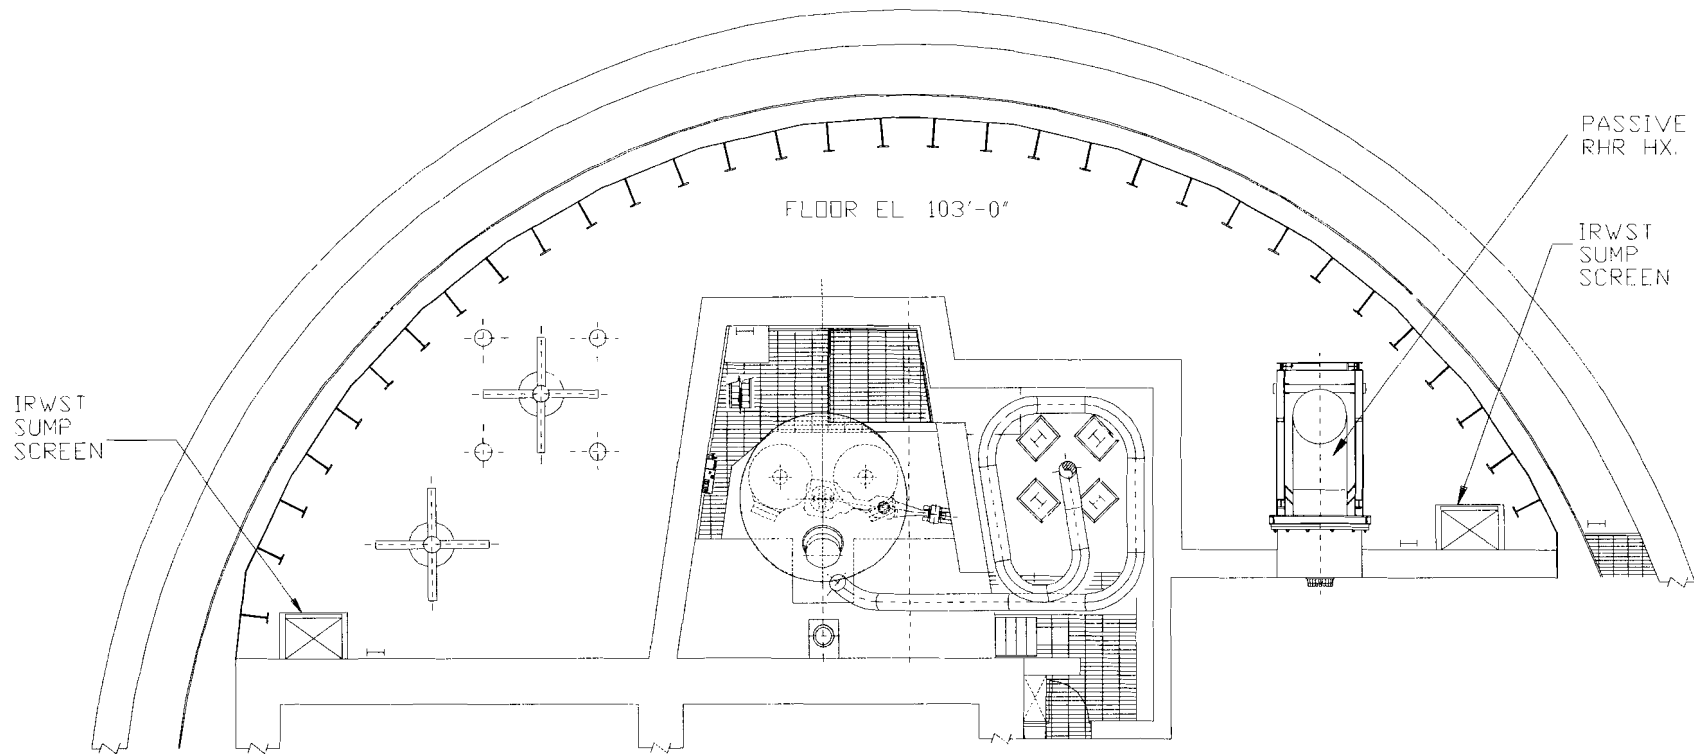 PASSIVE
RHR HX.
FLOOR EL 103'-0"
IRWST
SUMP
SCREEN
IRWST
SUMP
SCREEN